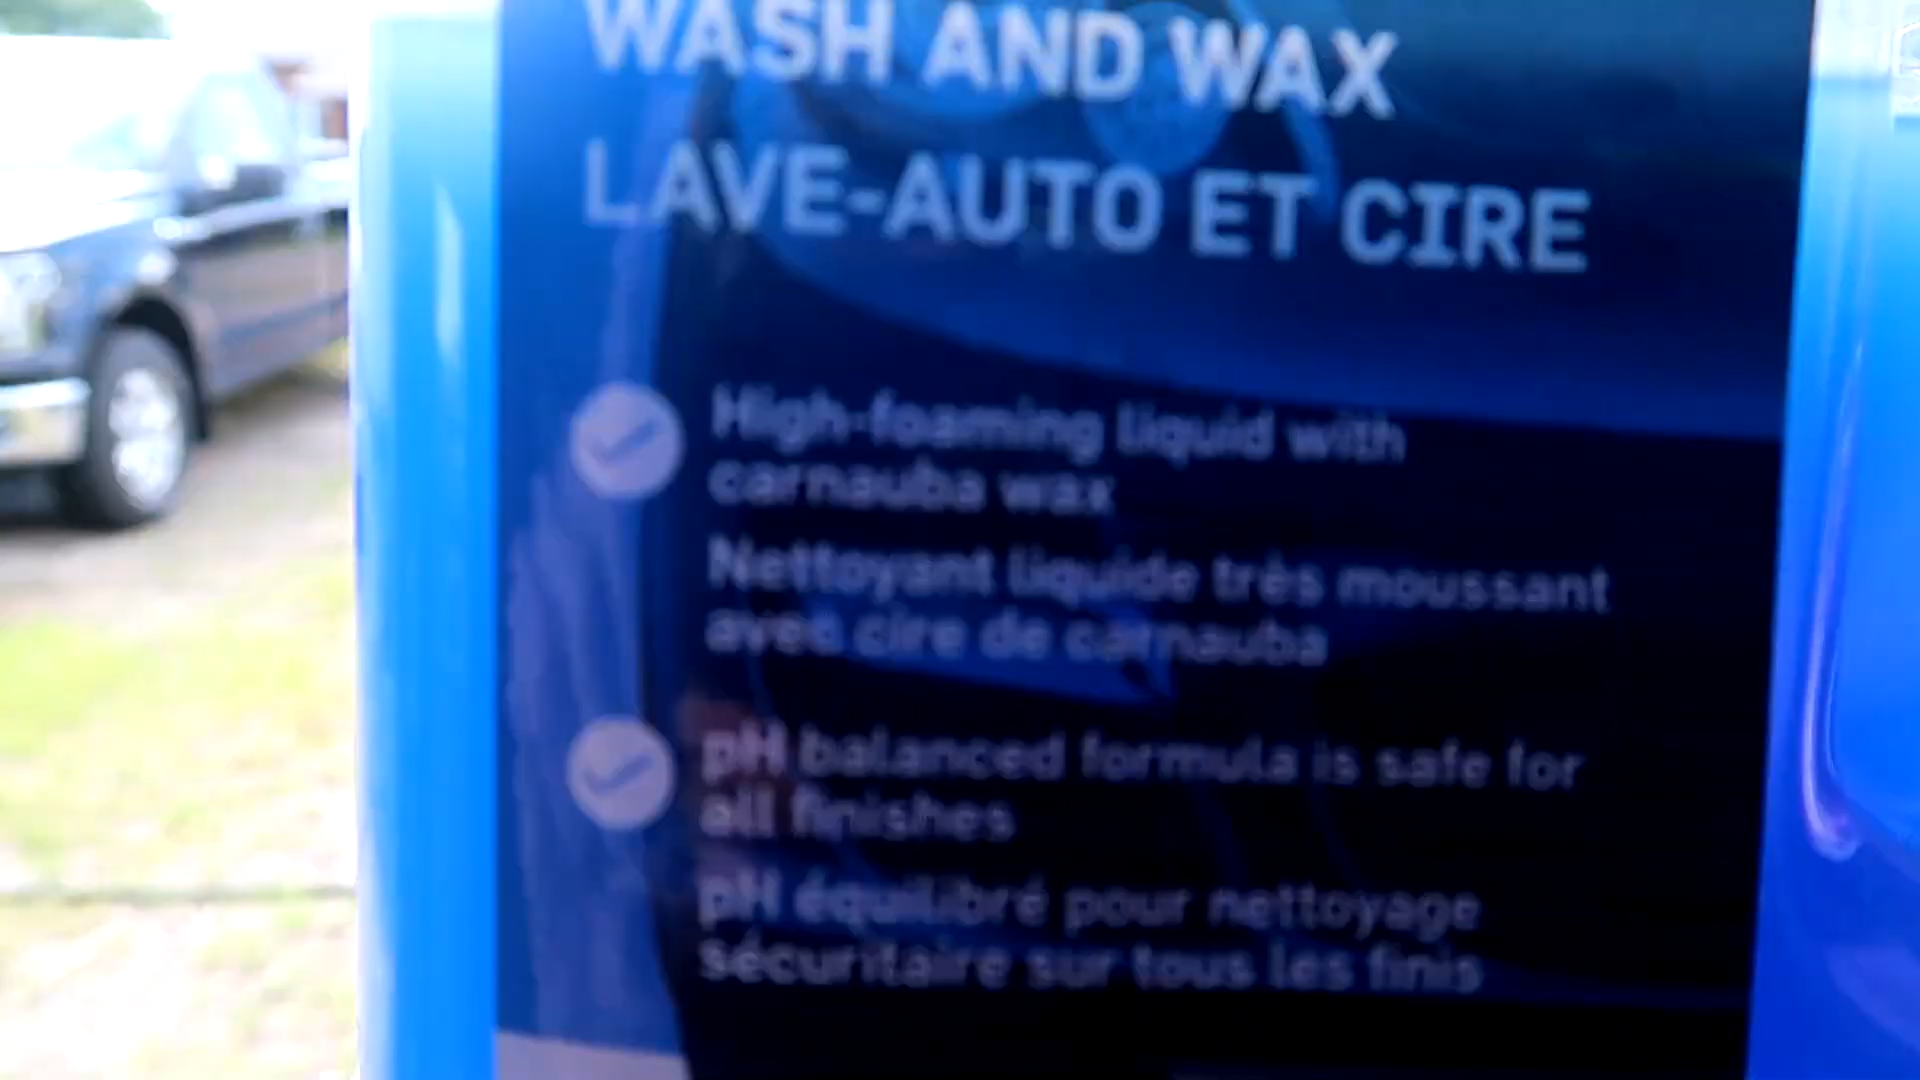 WASH AND WAX
LAVE-AUTO ET CIRE
High-foaming liquid with
carnauba wax
Nettoyant liquide très moussant
avec cire de carnauba
pH balanced formula is safe for
all finishes
pH équilibré pour nettoyage
sécuritaire sur tous les finis